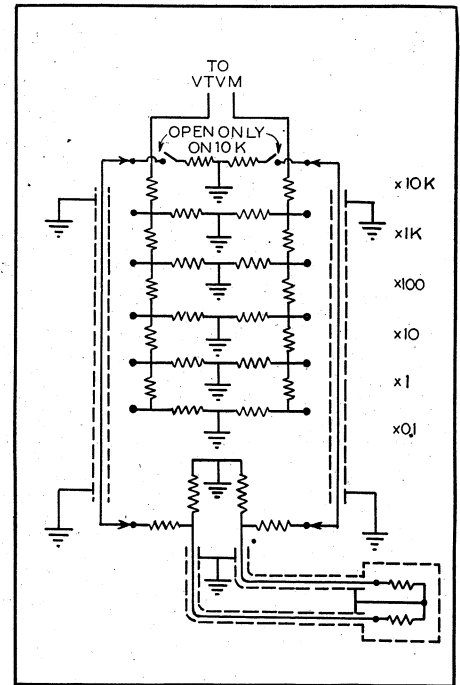 TO
VTVM
OPEN ONLY
ON 10 K
x10K
x1K
x100
x10
x1
x0.1